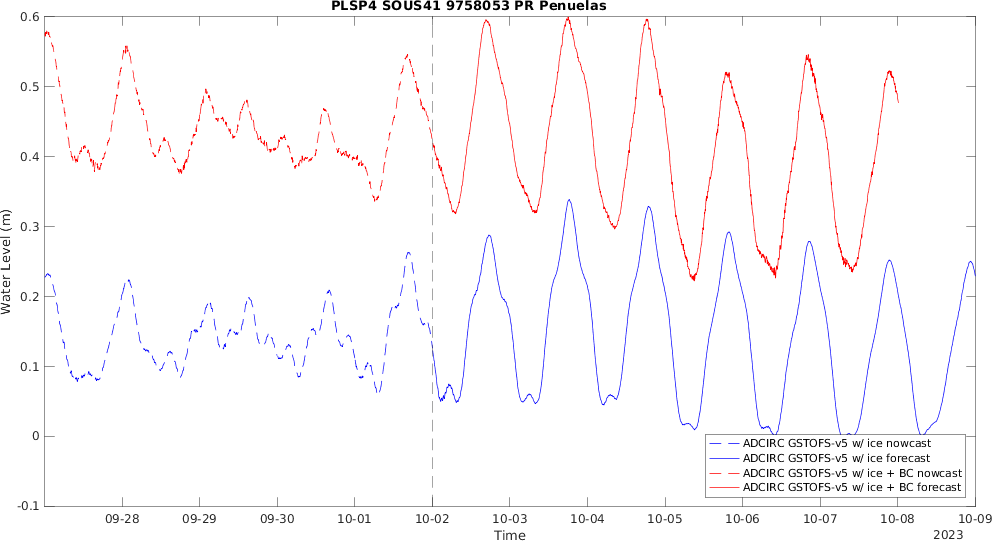 PLSP4 SOUS41 9758053 PR Penuelas
0.6
0.5
0.4
0.3
0.2
0.1
0
-0.1
Water Level (m)
09-28 09-29 09-30 10-01 10-02 10-03 10-04 10-05 10-06 10-07 10-08 10-09
Time
2023
ADCIRC GSTOFS-v5 w/ ice nowcast
ADCIRC GSTOFS-v5 w/ ice forecast
ADCIRC GSTOFS-v5 w/ ice + BC nowcast
ADCIRC GSTOFS-v5 w/ ice + BC forecast